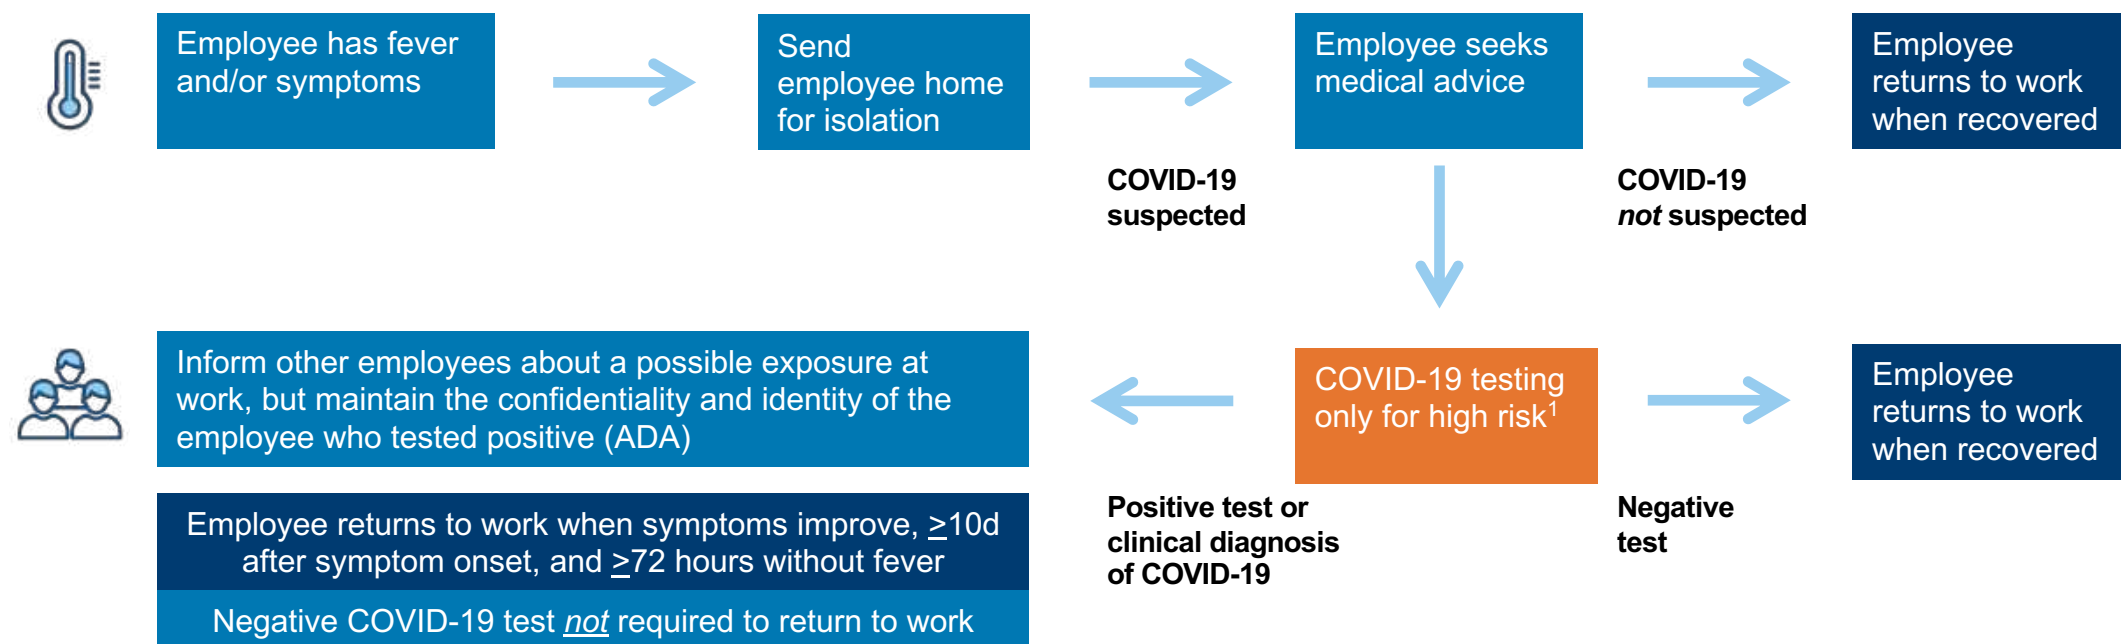 Employee has fever
and/or symptoms
Send
employee home
for isolation
Employee seeks
medical advice
Employee
returns to work
when recovered
COVID-19
suspected
COVID-19
not suspected
Inform other employees about a possible exposure at
work, but maintain the confidentiality and identity of the
employee who tested positive (ADA)
COVID-19 testing
only for high risk¹
Employee
returns to work
when recovered
Employee returns to work when symptoms improve, ≥10d
after symptom onset, and ≥72 hours without fever
Negative COVID-19 test not required to return to work
Positive test or
clinical diagnosis
of COVID-19
Negative
test